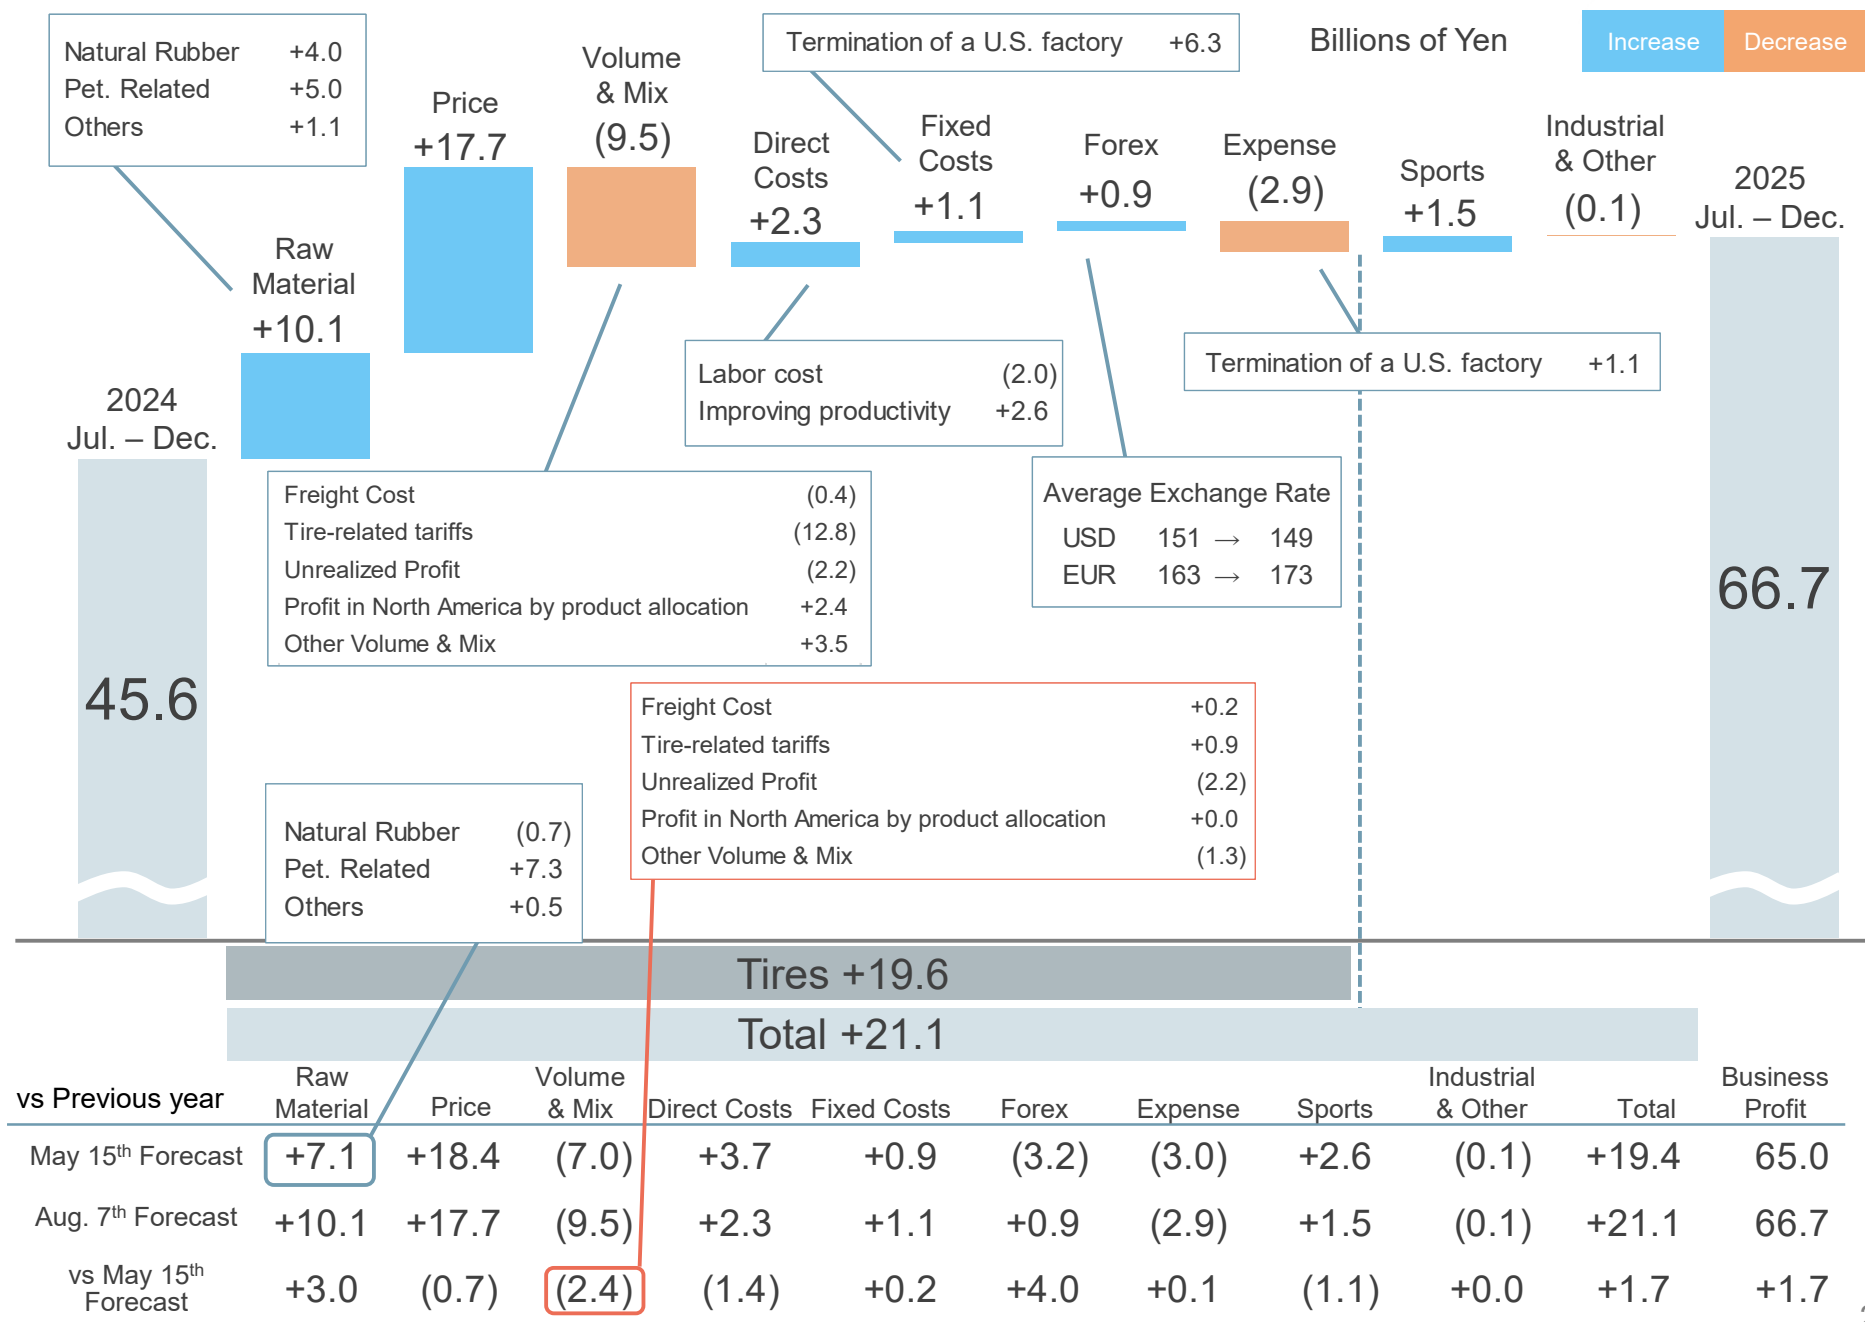 Billions of Yen
Increase Decrease
Natural Rubber +4.0
Pet. Related +5.0
Others +1.1
Termination of a U.S. factory +6.3
2024
Jul. – Dec.
45.6
Raw
Material
+10.1
Price
+17.7
Volume
& Mix
(9.5)
Direct
Costs
+2.3
Fixed
Costs
+1.1
Forex
+0.9
Expense
(2.9)
Sports
+1.5
Industrial
& Other
(0.1)
2025
Jul. – Dec.
66.7
Labor cost (2.0)
Improving productivity +2.6
Termination of a U.S. factory +1.1
Freight Cost (0.4)
Tire-related tariffs (12.8)
Unrealized Profit (2.2)
Profit in North America by product allocation +2.4
Other Volume & Mix +3.5
Average Exchange Rate
USD 151 → 149
EUR 163 → 173
Freight Cost +0.2
Tire-related tariffs +0.9
Unrealized Profit (2.2)
Profit in North America by product allocation +0.0
Other Volume & Mix (1.3)
Natural Rubber (0.7)
Pet. Related +7.3
Others +0.5
Tires +19.6
Total +21.1
vs Previous year Raw Material Price Volume & Mix Direct Costs Fixed Costs Forex Expense Sports Industrial & Other Total Business Profit
May 15th Forecast +7.1 +18.4 (7.0) +3.7 +0.9 (3.2) (3.0) +2.6 (0.1) +19.4 65.0
Aug. 7th Forecast +10.1 +17.7 (9.5) +2.3 +1.1 +0.9 (2.9) +1.5 (0.1) +21.1 66.7
vs May 15th Forecast +3.0 (0.7) (2.4) (1.4) +0.2 +4.0 +0.1 (1.1) +0.0 +1.7 +1.7